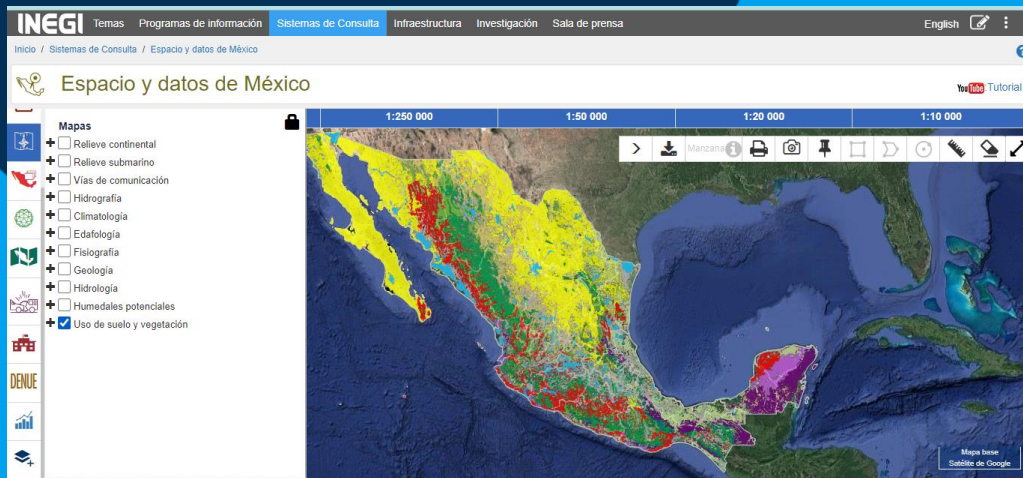 INEGI Temas Programas de información Sistemas de Consulta Infraestructura Investigación Sala de prensa English
Inicio / Sistemas de Consulta / Espacio y datos de México
Espacio y datos de México
YouTube Tutorial
1:250 000 1:50 000 1:20 000 1:10 000
Manzana
Mapas
Relieve continental
Relieve submarino
Vías de comunicación
Hidrografía
Climatología
Edafología
Fisiografía
Geología
Hidrología
Humedales potenciales
Uso de suelo y vegetación
DENUE
Mapa base
Satélite de Google